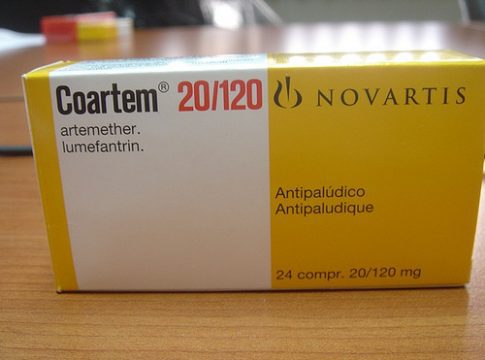 Coartem® 20/120
NOVARTIS
artemether.
lumefantrin.
Antipalúdico
Antipaludique
24 compr. 20/120 mg